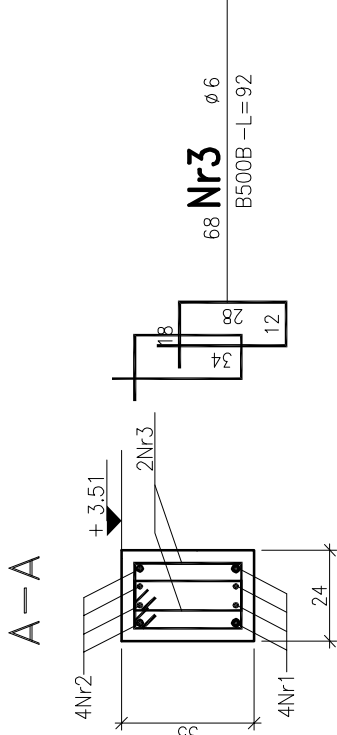 A-A
+ 3.51
4Nr2
2Nr3
4Nr1
24
18
34
28
12
68 Nr3 ø 6
B500B -L= 92